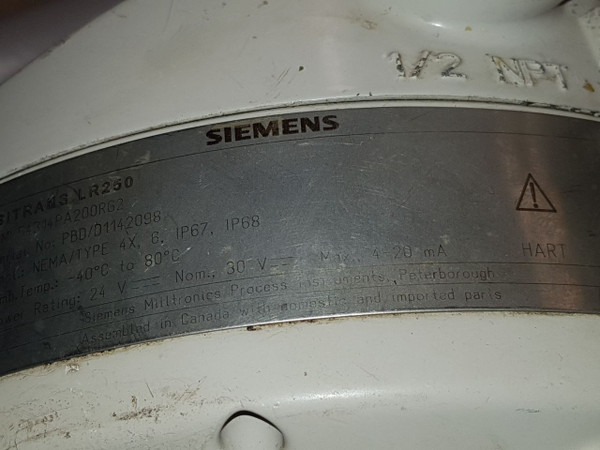 1/2 NPT
SIEMENS
SITRANS LR250
No: PBD/D1142098
NEMA/TYPE 4X, 6, IP67, IP68
Temp.: -40°C to 80°C
Rating: 24 V ⎓ Nom., 30 V ⎓ Max., 4-20 mA
HART
Siemens Milltronics Process Instruments, Peterborough
Assembled in Canada with domestic and imported parts